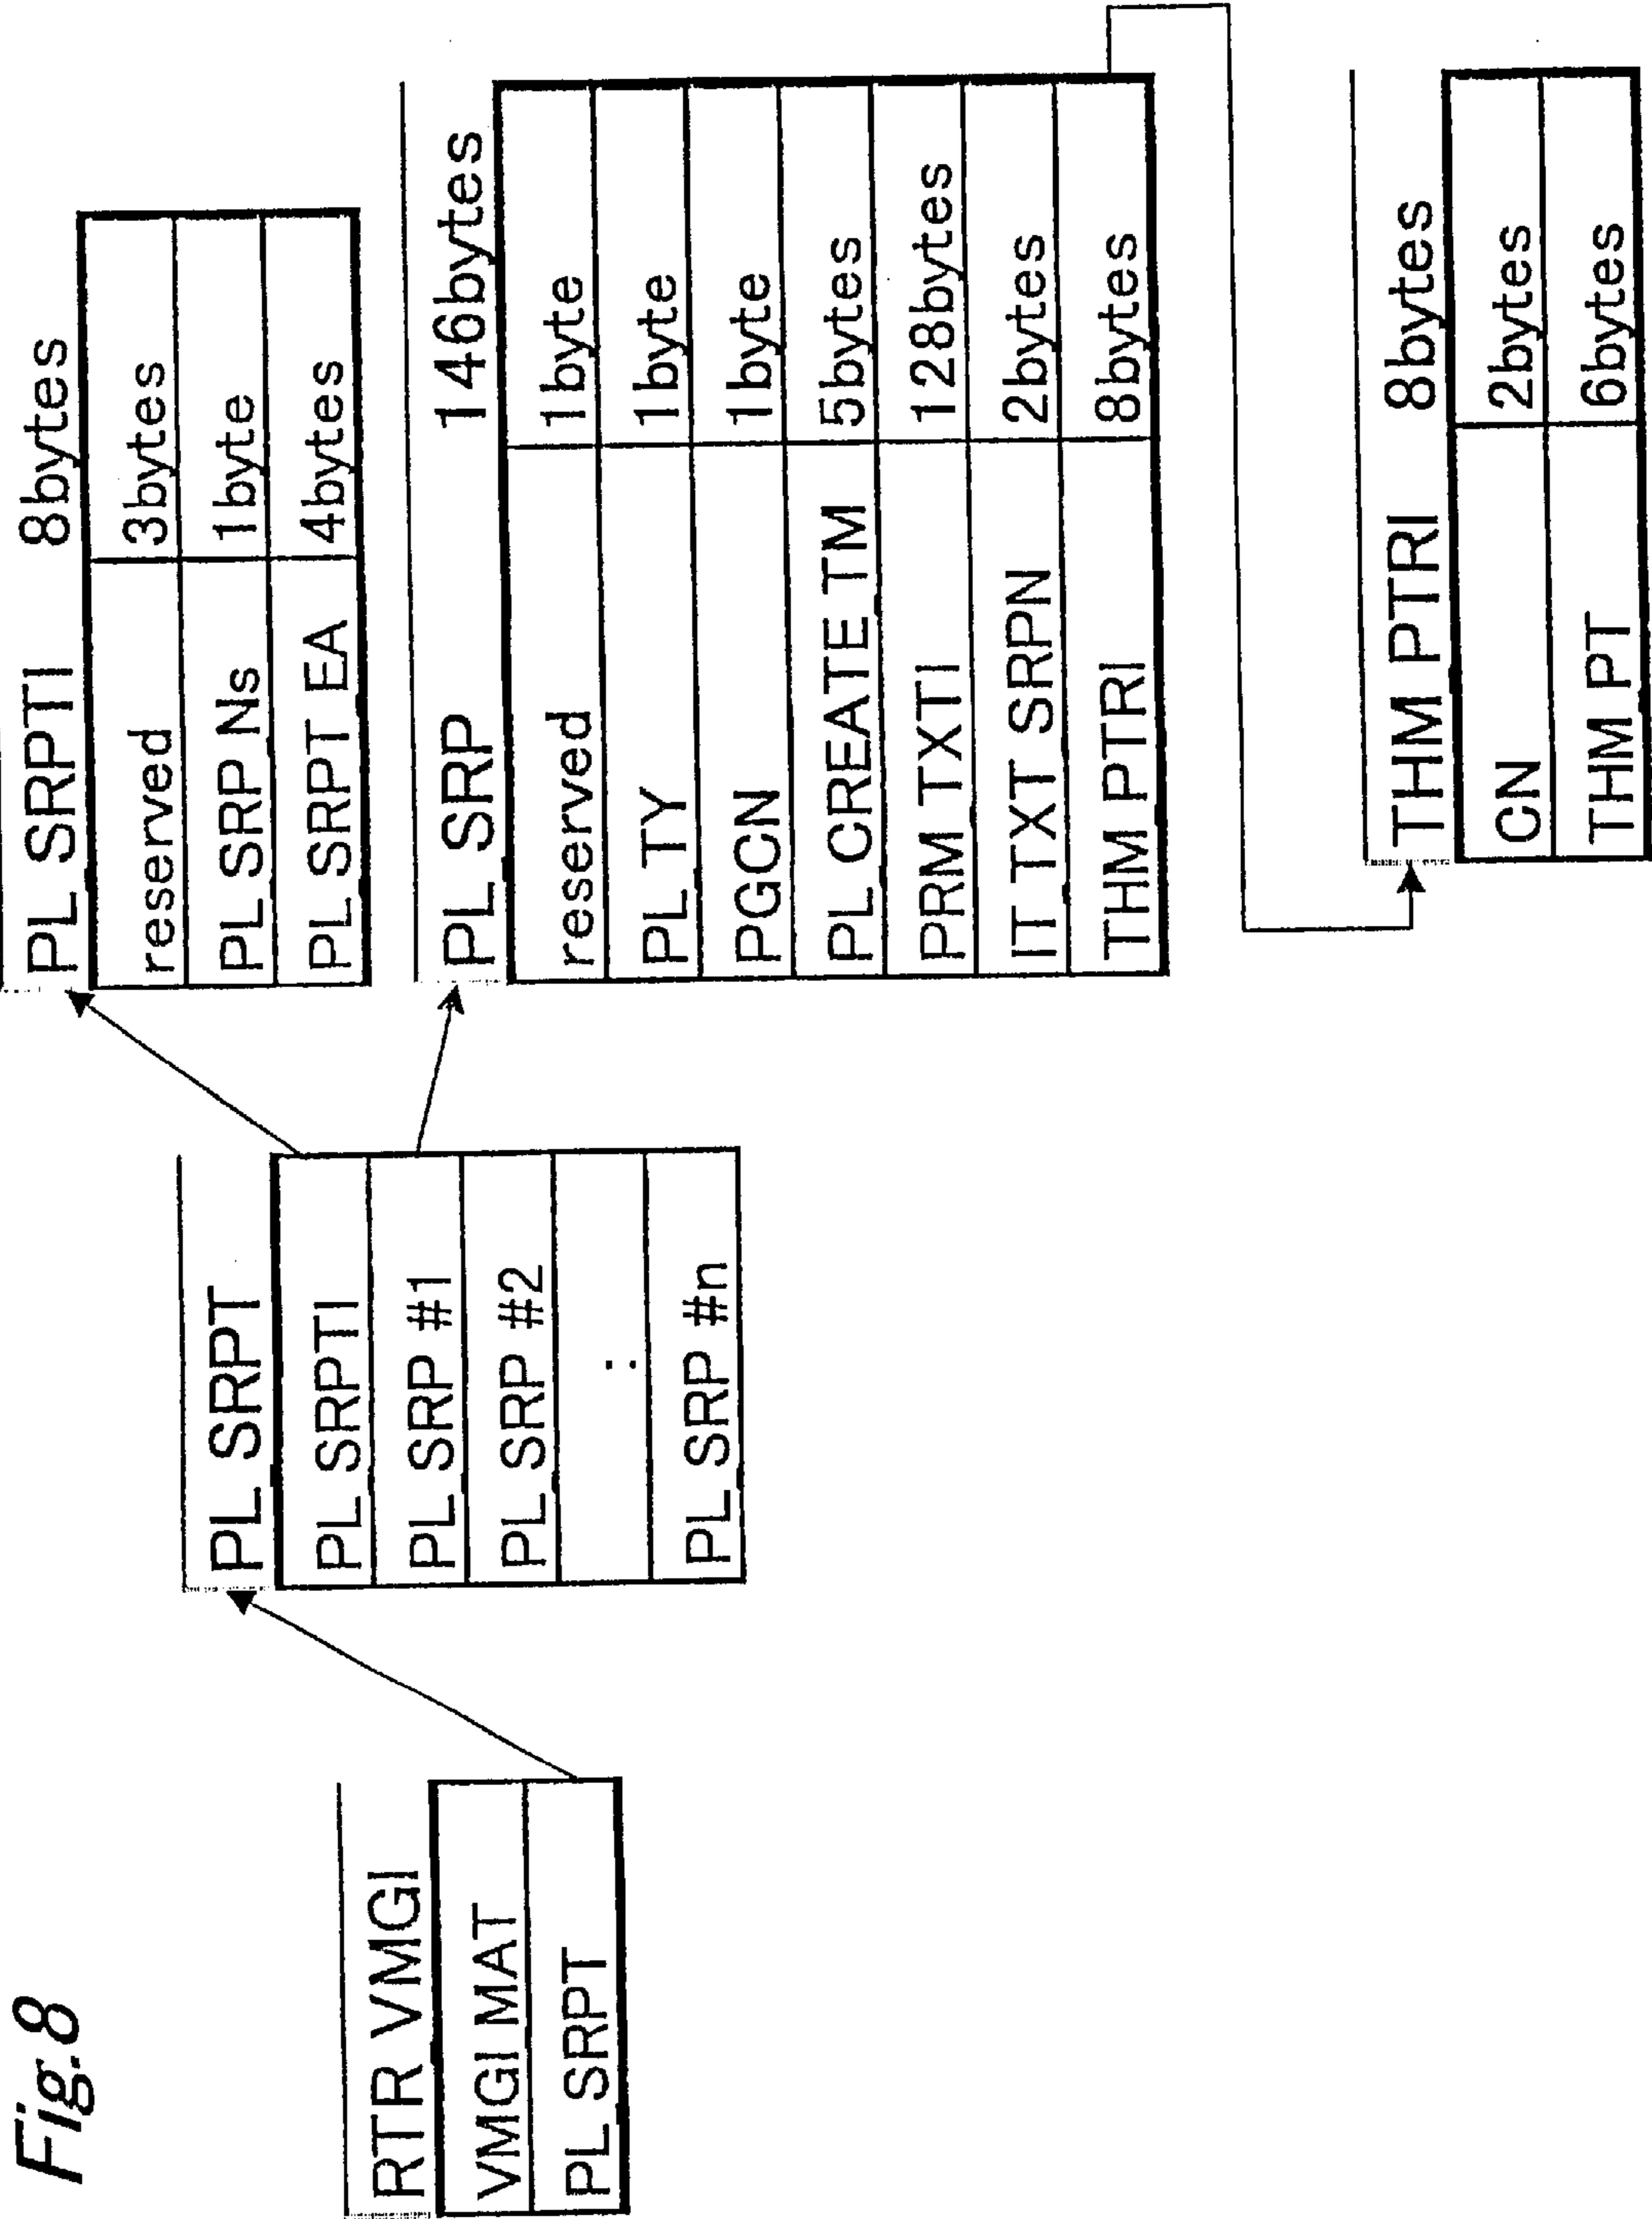 Fig.8
RTR VMGI
VMGI MAT
PL SRPT
PL SRPT
PL SRPTI
PL SRP #1
PL SRP #2
:
PL SRP #n
PL SRPTI 8bytes
reserved 3bytes
PL SRP Ns 1byte
PL SRPT EA 4bytes
PL SRP 146bytes
reserved 1byte
PL TY 1byte
PGCN 1byte
PL CREATE TM 5bytes
PRM TXTI 128bytes
IT TXT SRPN 2bytes
THM PTRI 8bytes
THM PTRI 8bytes
CN 2bytes
THM PT 6bytes